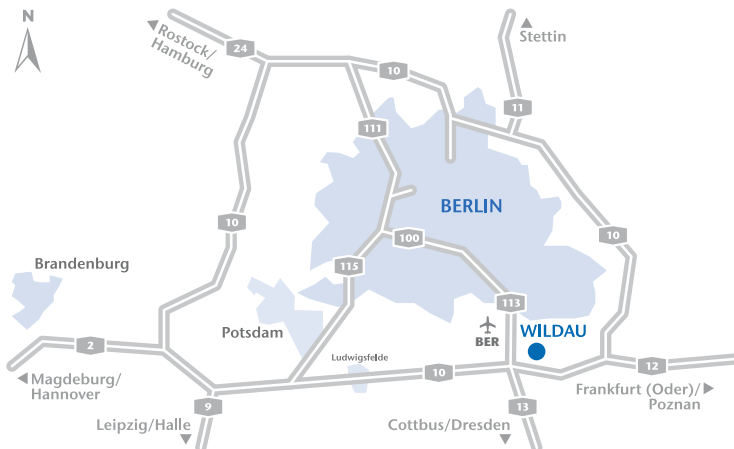 N
Rostock/
Hamburg
24
Stettin
10
11
111
BERLIN
10
100
10
115
113
Brandenburg
Potsdam
BER
WILDAU
2
Ludwigsfelde
10
12
Magdeburg/
Hannover
Frankfurt (Oder)/
Poznan
9
13
Leipzig/Halle
Cottbus/Dresden